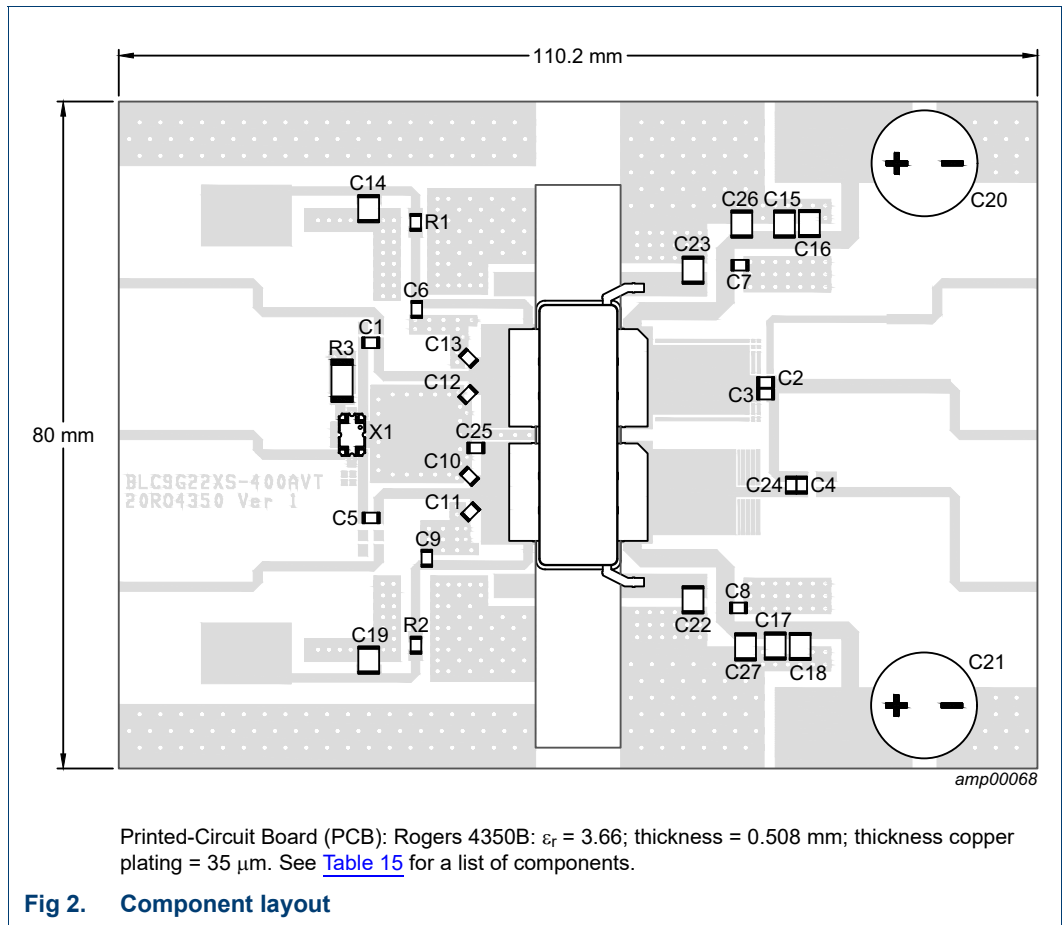 110.2 mm
80 mm
C14
R1
C26
C15
C16
C20
C23
C7
C6
C1
C13
R3
C12
C2
C3
X1
C25
C10
C24
C4
BLC9G22XS-400AVT
20RO4350 Ver 1
C11
C5
C9
C8
C22
R2
C19
C17
C27
C18
C21
+ −
+ −
amp00068
Printed-Circuit Board (PCB): Rogers 4350B: εr = 3.66; thickness = 0.508 mm; thickness copper
plating = 35 μm. See Table 15 for a list of components.
Fig 2. Component layout